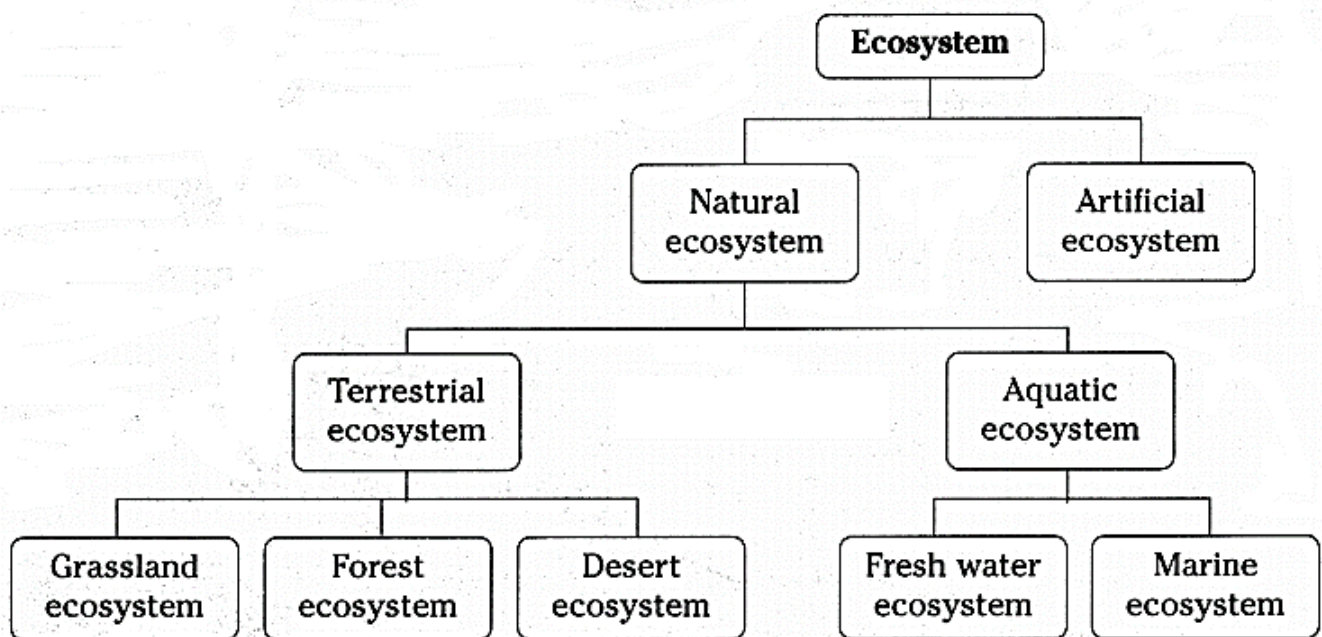 Ecosystem
Natural
ecosystem
Artificial
ecosystem
Terrestrial
ecosystem
Aquatic
ecosystem
Grassland
ecosystem
Forest
ecosystem
Desert
ecosystem
Fresh water
ecosystem
Marine
ecosystem